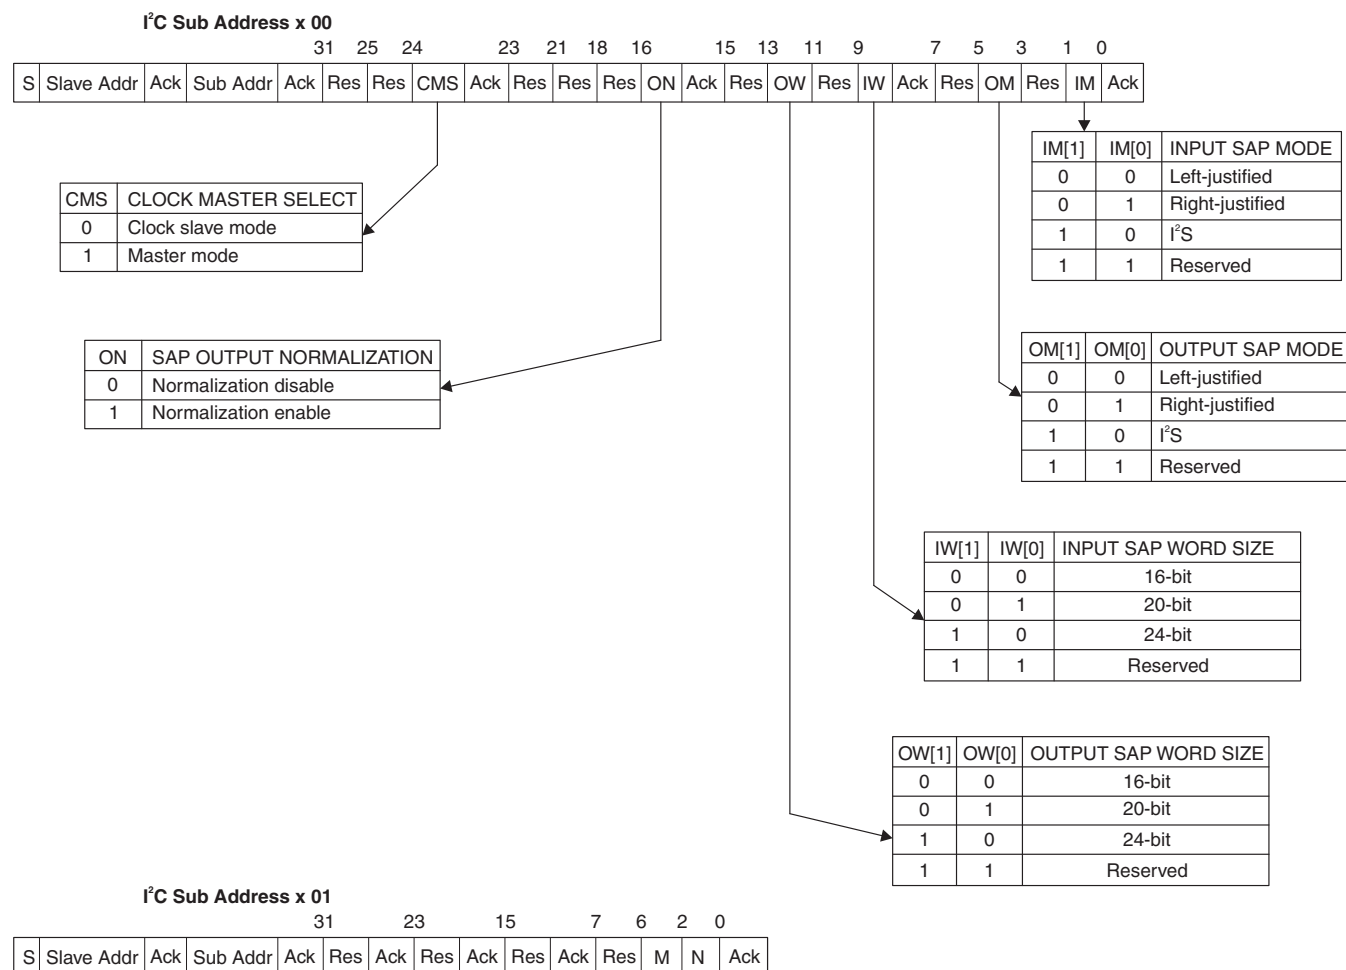 I²C Sub Address x 00
31 25 24 23 21 18 16 15 13 11 9 7 5 3 1 0
S Slave Addr Ack Sub Addr Ack Res Res CMS Ack Res Res Res ON Ack Res OW Res IW Ack Res OM Res IM Ack
IM[1] IM[0] INPUT SAP MODE
0 0 Left-justified
0 1 Right-justified
1 0 I²S
1 1 Reserved
CMS CLOCK MASTER SELECT
0 Clock slave mode
1 Master mode
ON SAP OUTPUT NORMALIZATION
0 Normalization disable
1 Normalization enable
OM[1] OM[0] OUTPUT SAP MODE
0 0 Left-justified
0 1 Right-justified
1 0 I²S
1 1 Reserved
IW[1] IW[0] INPUT SAP WORD SIZE
0 0 16-bit
0 1 20-bit
1 0 24-bit
1 1 Reserved
OW[1] OW[0] OUTPUT SAP WORD SIZE
0 0 16-bit
0 1 20-bit
1 0 24-bit
1 1 Reserved
I²C Sub Address x 01
31 23 15 7 6 2 0
S Slave Addr Ack Sub Addr Ack Res Ack Res Ack Res Ack Res M N Ack